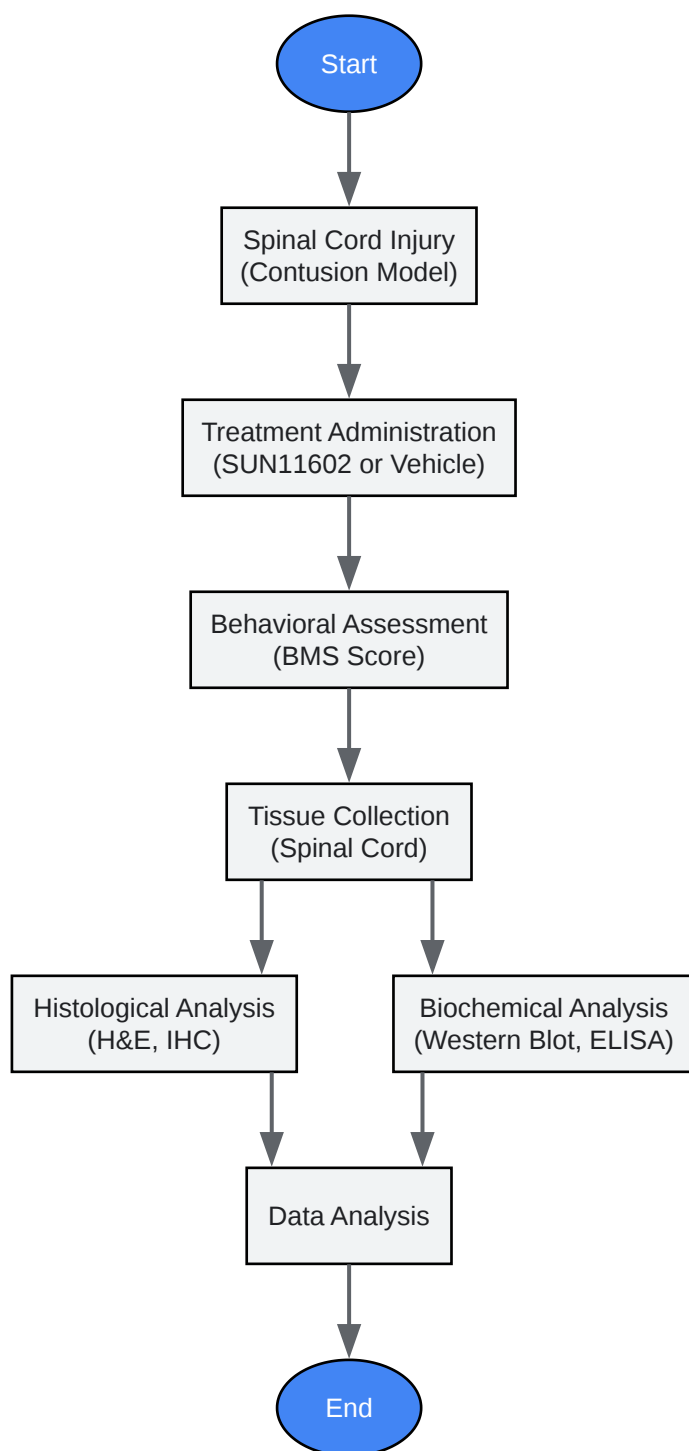 Start
Spinal Cord Injury
(Contusion Model)
Treatment Administration
(SUN11602 or Vehicle)
Behavioral Assessment
(BMS Score)
Tissue Collection
(Spinal Cord)
Histological Analysis
(H&E, IHC)
Biochemical Analysis
(Western Blot, ELISA)
Data Analysis
End